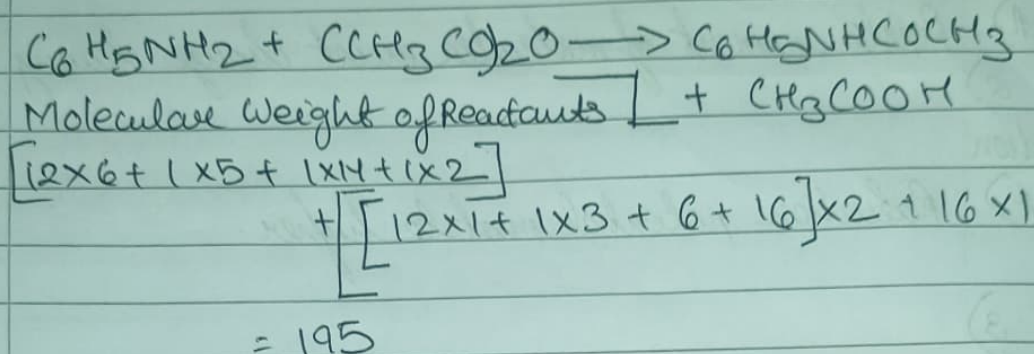 C6H5NH2 + (CH3CO)2O → C6H5NHCOCH3
+ CH3COOH
Moleculare Weight of Reactants
[12×6+1×5+1×14+1×2]
+[[12×1+1×3+6+16]×2+16×1
= 195